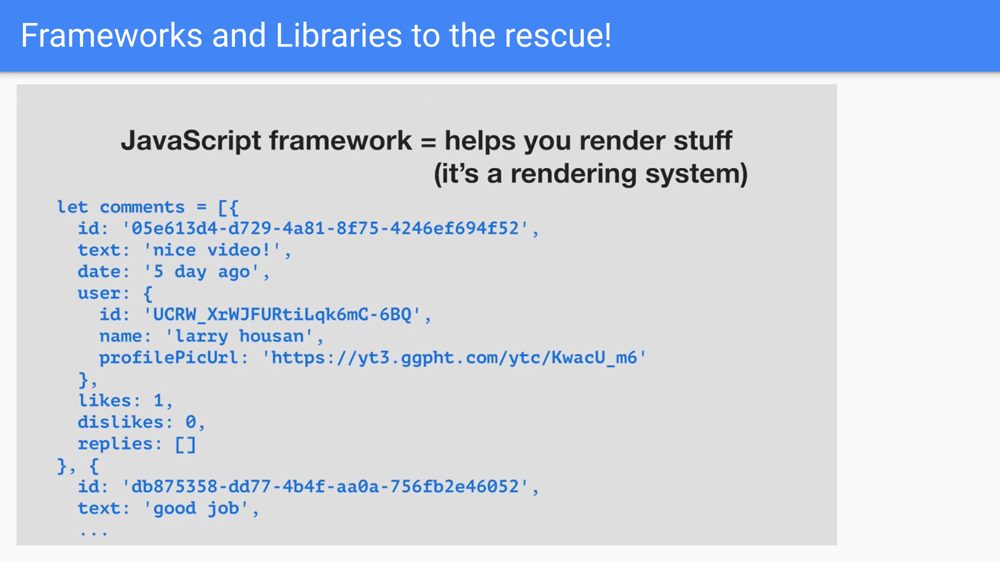 Frameworks and Libraries to the rescue!
JavaScript framework = helps you render stuff
(it’s a rendering system)
let comments = [{
id: '05e613d4-d729-4a81-8f75-4246ef694f52',
text: 'nice video!',
date: '5 day ago',
user: {
id: 'UCRW_XrWJFURtiLqk6mC-6BQ',
name: 'larry housan',
profilePicUrl: 'https://yt3.ggpht.com/ytc/KwacU_m6'
},
likes: 1,
dislikes: 0,
replies: []
}, {
id: 'db875358-dd77-4b4f-aa0a-756fb2e46052',
text: 'good job',
...